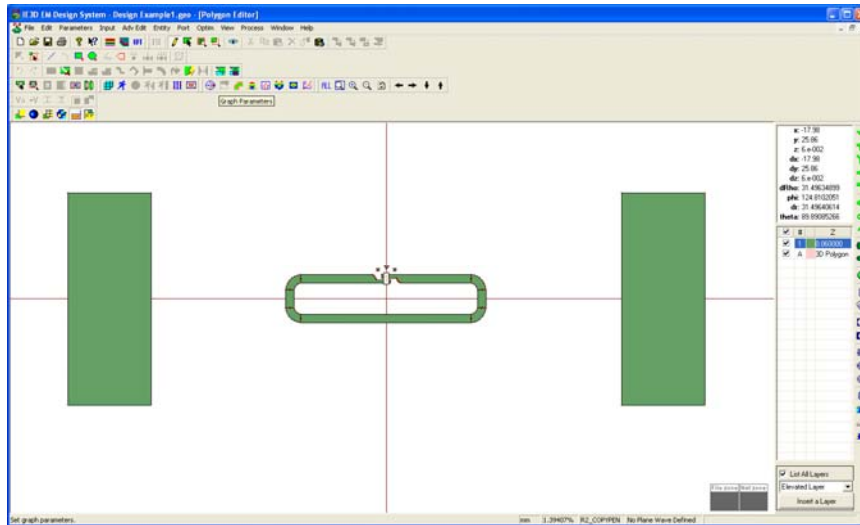 IE3D EM Design System - Design Example1.geo - [Polygon Editor]
File Edit Parameters Input Adv Edit Entity Port Optim View Process Window Help
ALL
Graph Parameters
x: -17.98
y: 25.86
z: 6.e-002
dx: -17.98
dy: 25.86
dz: 6.e-002
dRho: 31.49634899
phi: 124.8102051
dr: 31.49640614
theta: 89.89085266
# Z
1 0.060000
A 3D Polygon
List All Layers
Elevated Layer
Insert a Layer
Set graph parameters.
mm 1.39407% R2_COPYPEN No Plane Wave Defined